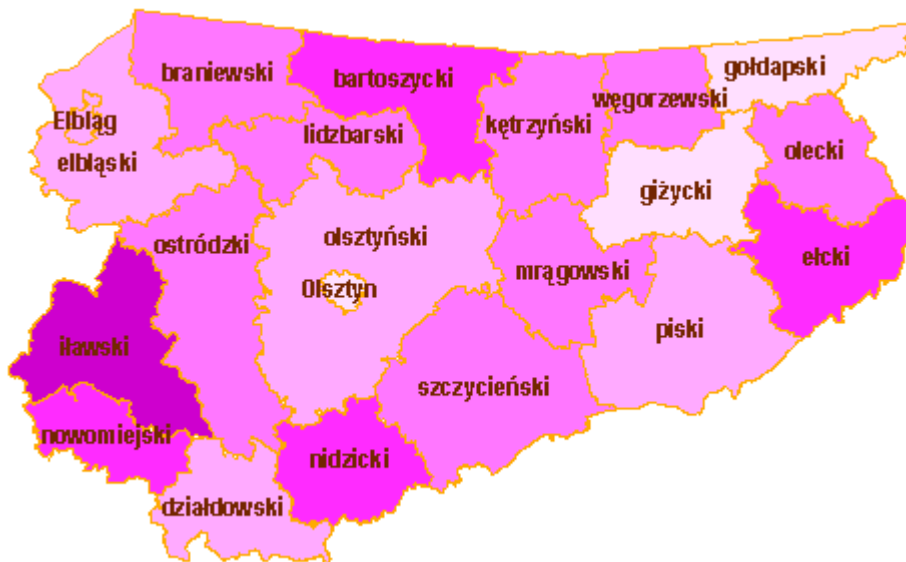 gołdapski
braniewski
bartoszycki
węgorzewski
Elbląg
lidzbarski
kętrzyński
olecki
elbląski
giżycki
ostródzki
olsztyński
ełcki
mrągowski
Olsztyn
piski
iławski
szczycieński
nowomiejski
nidzicki
działdowski